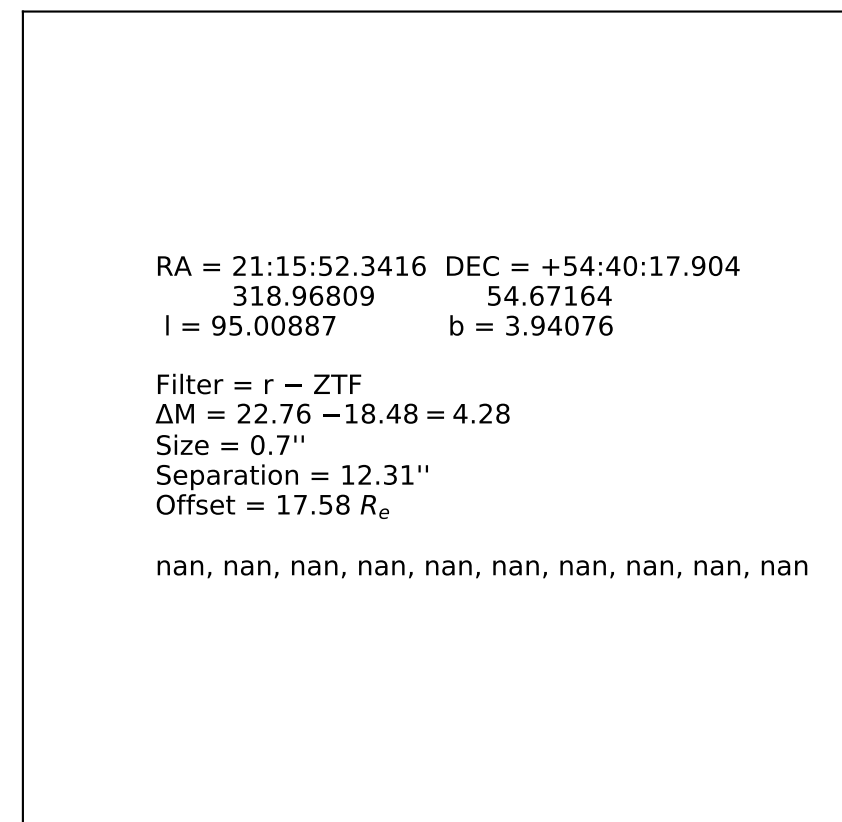 RA = 21:15:52.3416 DEC = +54:40:17.904
318.96809 54.67164
l = 95.00887 b = 3.94076
Filter = r − ZTF
ΔM = 22.76 −18.48 = 4.28
Size = 0.7''
Separation = 12.31''
Offset = 17.58 Rₑ
nan, nan, nan, nan, nan, nan, nan, nan, nan, nan